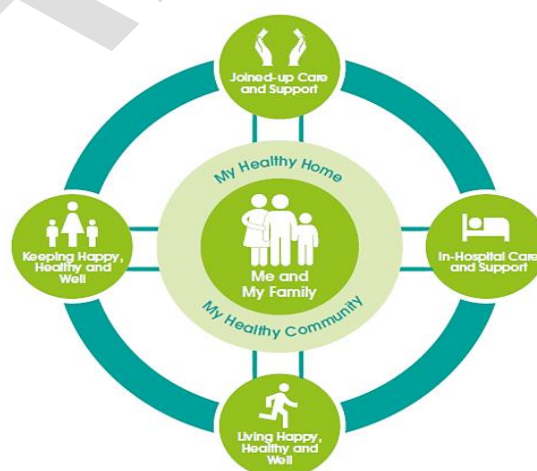 Joined-up Care
and Support
My Healthy Home
Keeping Happy,
Healthy and
Well
Me and
My Family
In-Hospital Care
and Support
My Healthy Community
Living Happy,
Healthy and
Well